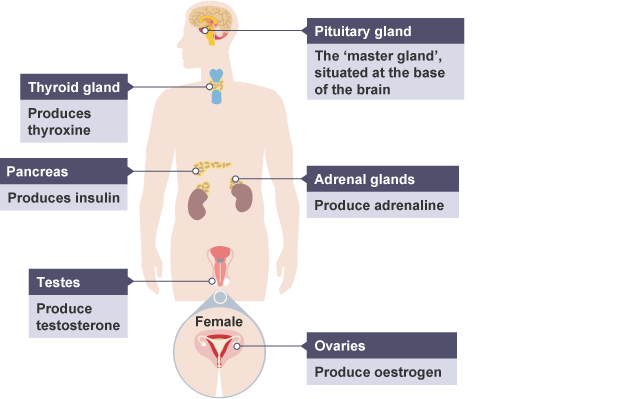 Pituitary gland
The ‘master gland’,
situated at the base
of the brain
Thyroid gland
Produces
thyroxine
Pancreas
Produces insulin
Adrenal glands
Produce adrenaline
Testes
Produce
testosterone
Female
Ovaries
Produce oestrogen